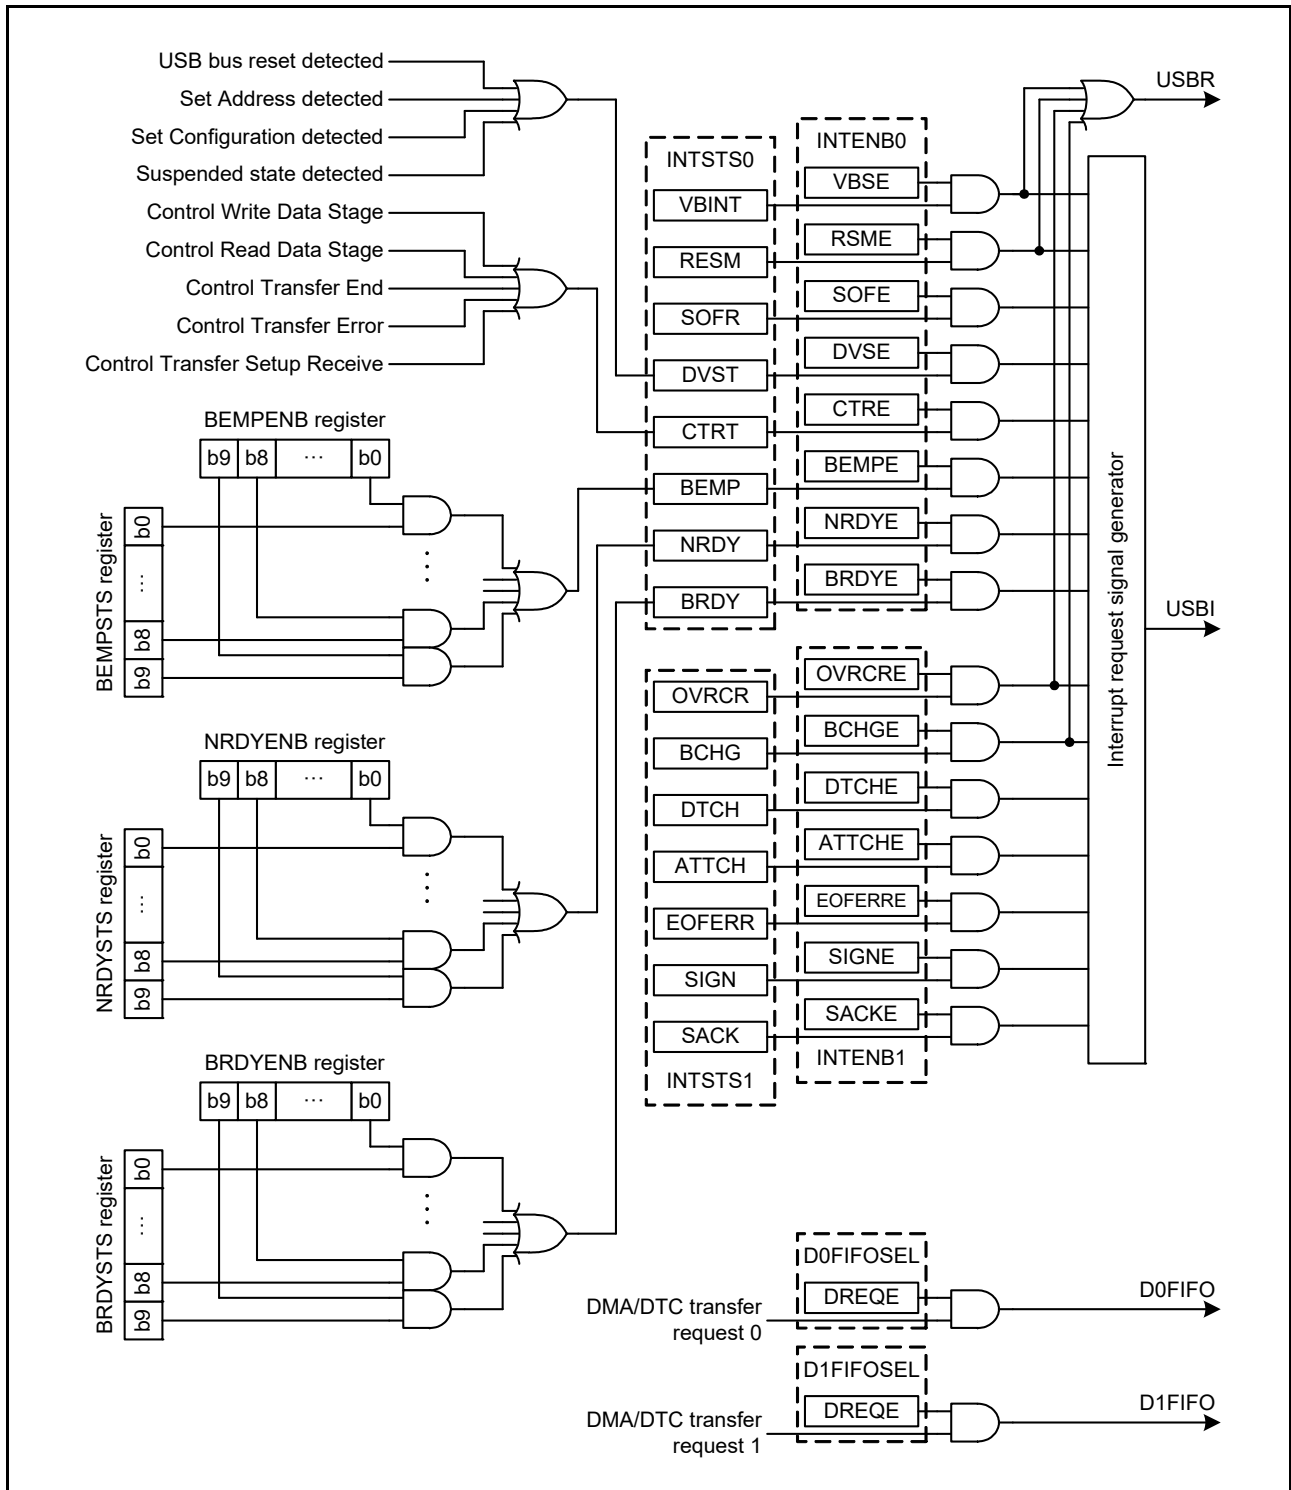 USB bus reset detected
Set Address detected
Set Configuration detected
Suspended state detected
Control Write Data Stage
Control Read Data Stage
Control Transfer End
Control Transfer Error
Control Transfer Setup Receive
BEMPENB register
b9 b8 ... b0
BEMPSTS register
b0
...
b8
b9
NRDYENB register
b9 b8 ... b0
NRDYSTS register
b0
...
b8
b9
BRDYENB register
b9 b8 ... b0
BRDYSTS register
b0
...
b8
b9
INTSTS0
VBINT
RESM
SOFR
DVST
CTRT
BEMP
NRDY
BRDY
INTENB0
VBSE
RSME
SOFE
DVSE
CTRE
BEMPE
NRDYE
BRDYE
OVRCR
BCHG
DTCH
ATTCH
EOFERR
SIGN
SACK
INTSTS1
OVRCRE
BCHGE
DTCHE
ATTCHE
EOFERRE
SIGNE
SACKE
INTENB1
Interrupt request signal generator
USBR
USBI
D0FIFOSEL
DREQE
DMA/DTC transfer
request 0
D0FIFO
D1FIFOSEL
DREQE
DMA/DTC transfer
request 1
D1FIFO